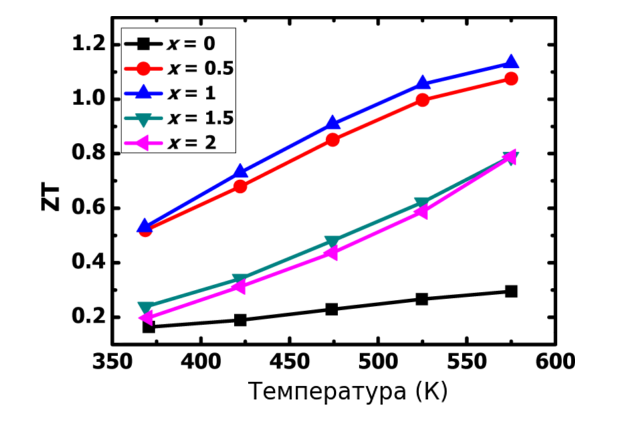 1.2
1.0
0.8
0.6
0.4
0.2
ZT
x = 0
x = 0.5
x = 1
x = 1.5
x = 2
350 400 450 500 550 600
Температура (К)